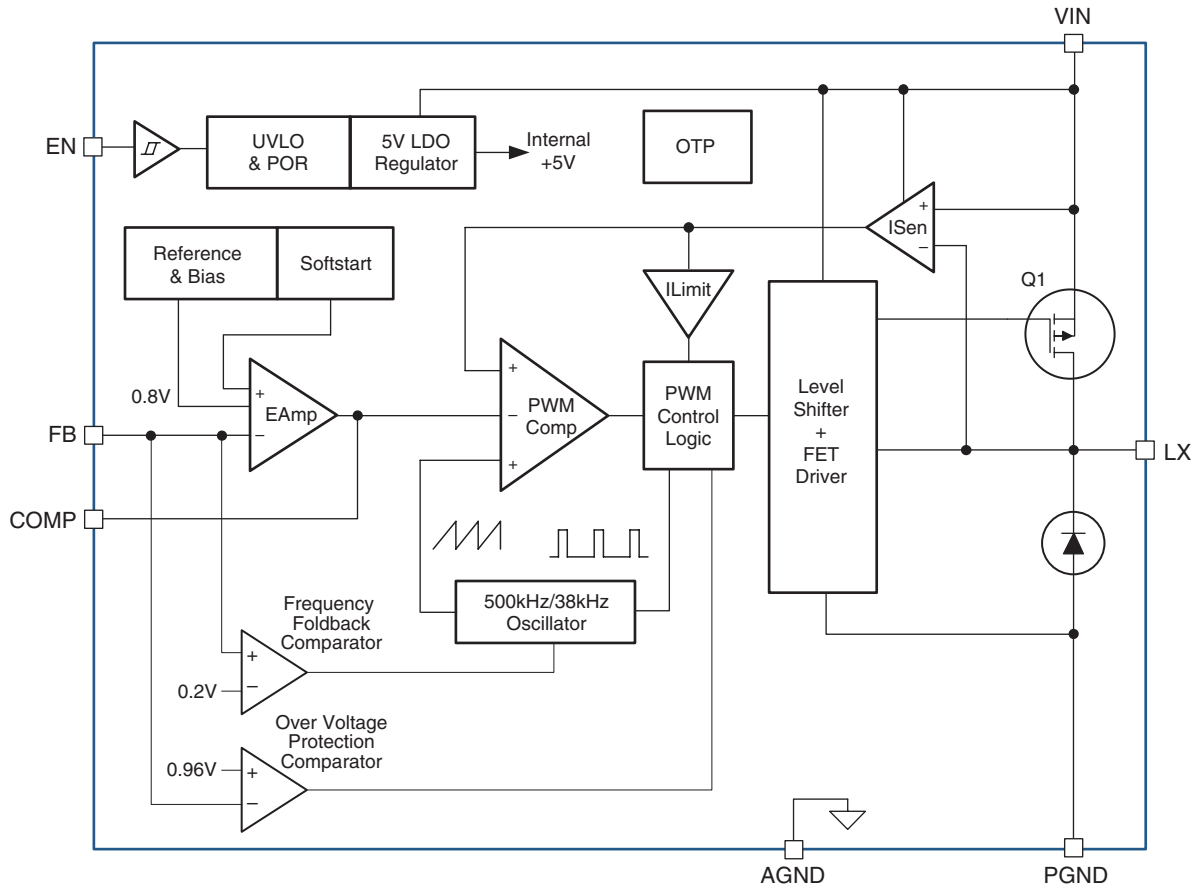 VIN
EN
UVLO
& POR
5V LDO
Regulator
Internal
+5V
OTP
+
ISen
−
Reference
& Bias
Softstart
ILimit
Q1
0.8V
+
EAmp
−
FB
COMP
+
−
PWM
Comp
+
PWM
Control
Logic
Level
Shifter
+
FET
Driver
LX
500kHz/38kHz
Oscillator
Frequency
Foldback
Comparator
+
0.2V
−
Over Voltage
Protection
Comparator
0.96V
+
−
AGND
PGND